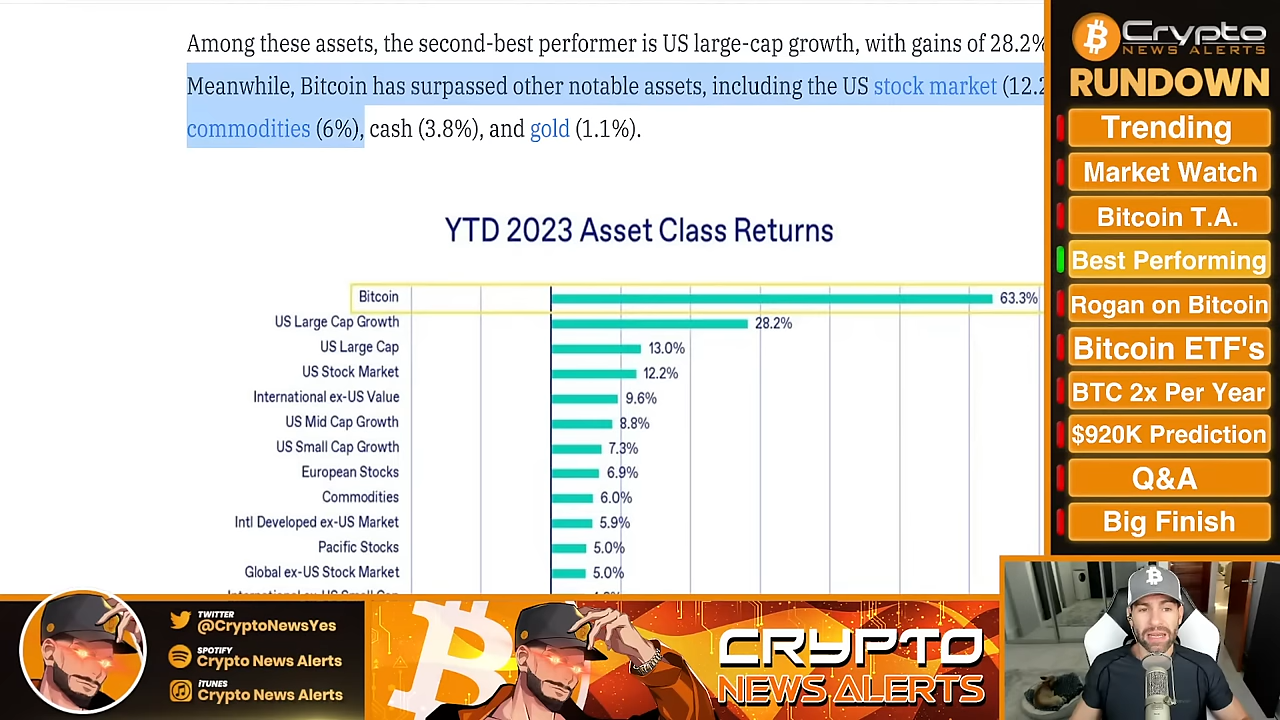 Among these assets, the second-best performer is US large-cap growth, with gains of 28.2%
Meanwhile, Bitcoin has surpassed other notable assets, including the US stock market (12.2
commodities (6%), cash (3.8%), and gold (1.1%).
YTD 2023 Asset Class Returns
Bitcoin 63.3%
US Large Cap Growth 28.2%
US Large Cap 13.0%
US Stock Market 12.2%
International ex-US Value 9.6%
US Mid Cap Growth 8.8%
US Small Cap Growth 7.3%
European Stocks 6.9%
Commodities 6.0%
Intl Developed ex-US Market 5.9%
Pacific Stocks 5.0%
Global ex-US Stock Market 5.0%
Crypto
NEWS ALERTS
RUNDOWN
Trending
Market Watch
Bitcoin T.A.
Best Performing
Rogan on Bitcoin
Bitcoin ETF's
BTC 2x Per Year
$920K Prediction
Q&A
Big Finish
TWITTER
@CryptoNewsYes
SPOTIFY
Crypto News Alerts
iTUNES
Crypto News Alerts
CRYPTO
NEWS ALERTS